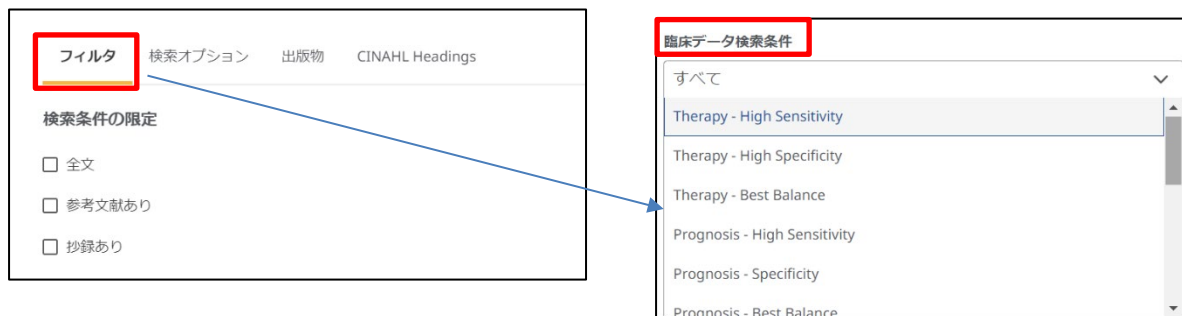 フィルタ 検索オプション 出版物 CINAHL Headings
検索条件の限定
全文
参考文献あり
抄録あり
臨床データ検索条件
すべて
Therapy - High Sensitivity
Therapy - High Specificity
Therapy - Best Balance
Prognosis - High Sensitivity
Prognosis - Specificity
Prognosis - Best Balance